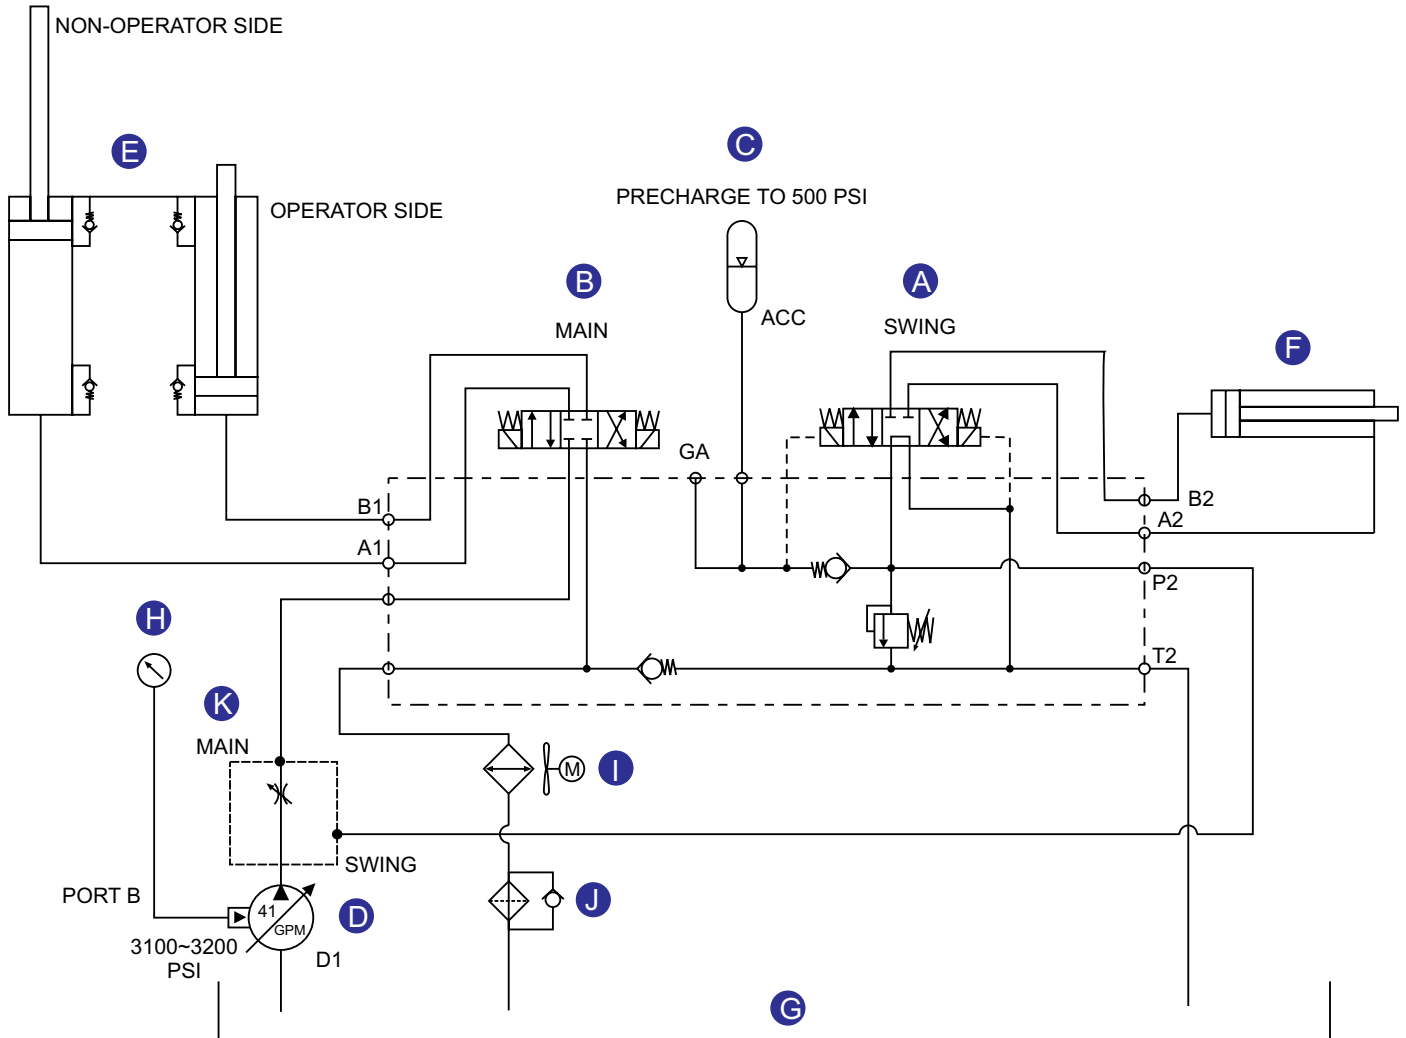 NON-OPERATOR SIDE
E
C
PRECHARGE TO 500 PSI
OPERATOR SIDE
B
A
ACC
MAIN
SWING
F
GA
B1
B2
A2
A1
P2
H
T2
K
MAIN
M
I
SWING
PORT B
J
41
GPM
D
3100~3200
PSI
D1
G